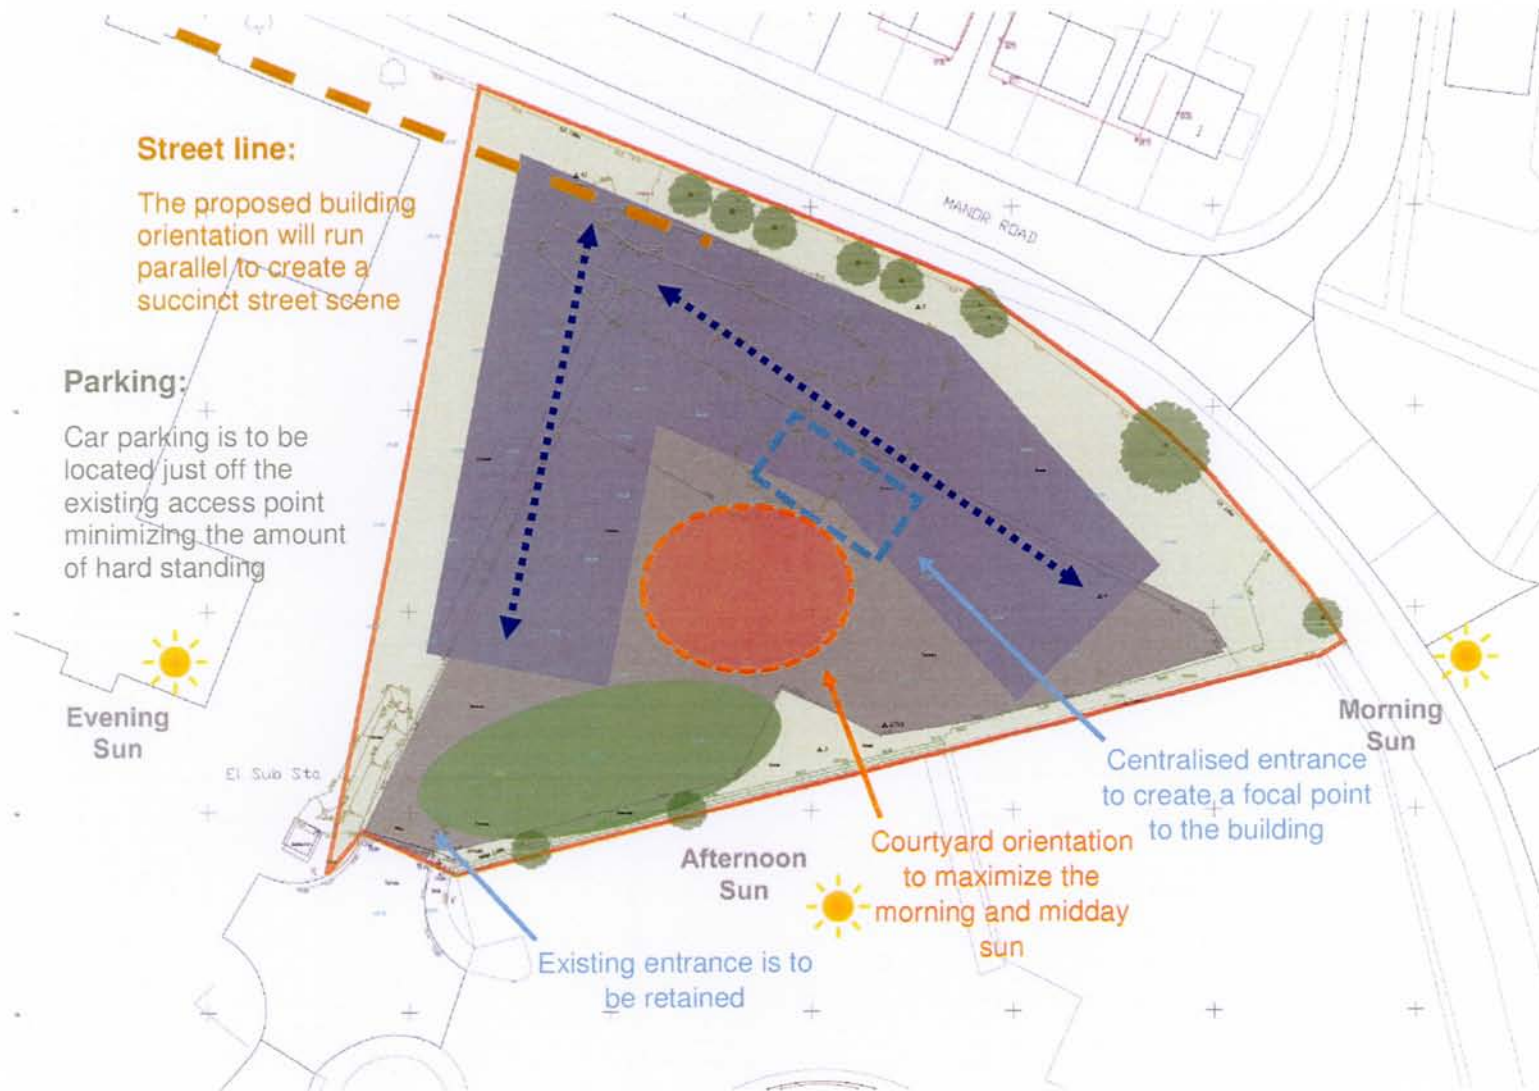 MANOR ROAD
Street line:
The proposed building
orientation will run
parallel to create a
succinct street scene
Parking:
Car parking is to be
located just off the
existing access point
minimizing the amount
of hard standing
Evening
Sun
El Sub Sta
Morning
Sun
Centralised entrance
to create a focal point
to the building
Afternoon
Sun
Courtyard orientation
to maximize the
morning and midday
sun
Existing entrance is to
be retained